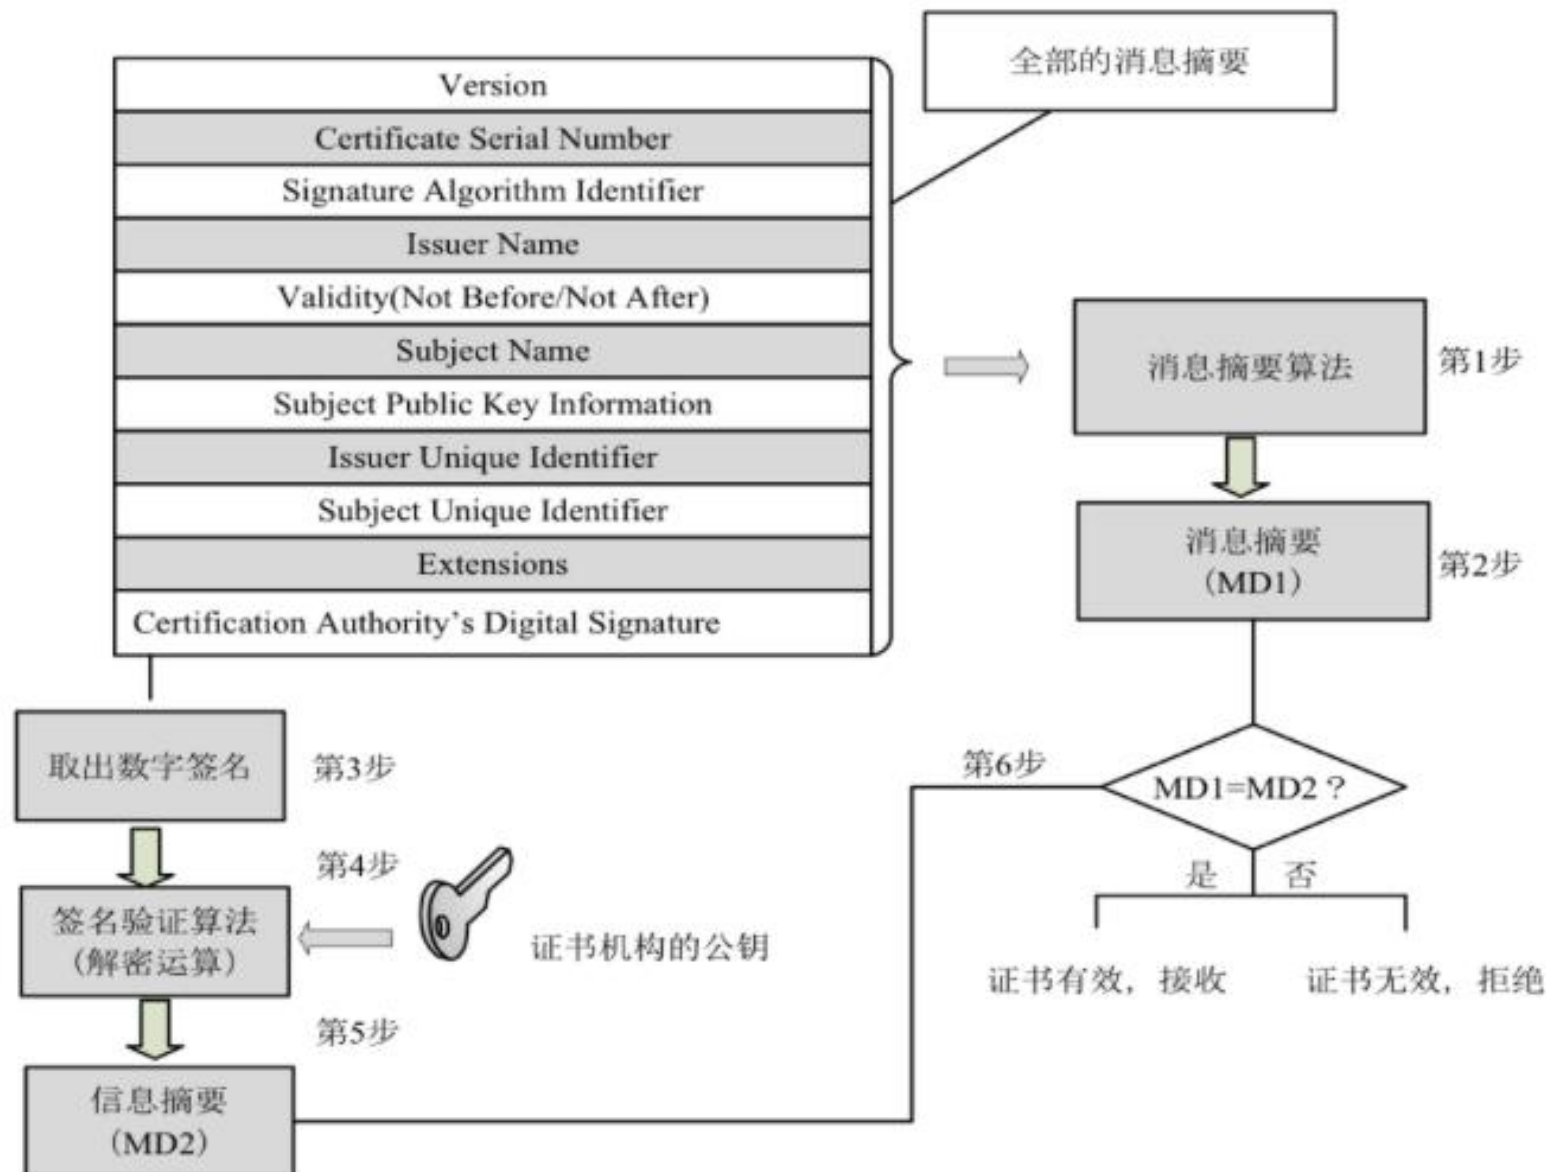 全部的消息摘要
Version
Certificate Serial Number
Signature Algorithm Identifier
Issuer Name
Validity(Not Before/Not After)
Subject Name
Subject Public Key Information
Issuer Unique Identifier
Subject Unique Identifier
Extensions
Certification Authority’s Digital Signature
消息摘要算法
第1步
消息摘要
(MD1)
第2步
取出数字签名
第3步
第4步
签名验证算法
(解密运算)
证书机构的公钥
第5步
信息摘要
(MD2)
第6步
MD1=MD2？
是
否
证书有效，接收
证书无效，拒绝